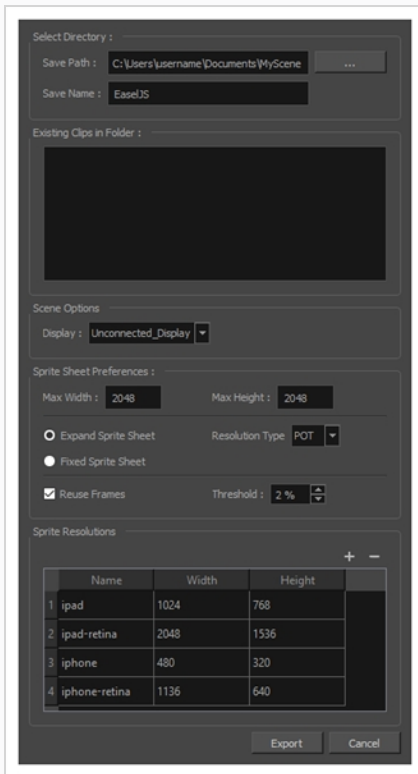 Select Directory :
Save Path : C:\Users\username\Documents\MyScene ...
Save Name : EaselJS
Existing Clips in Folder :
Scene Options
Display : Unconnected_Display
Sprite Sheet Preferences :
Max Width : 2048 Max Height : 2048
Expand Sprite Sheet Resolution Type POT
Fixed Sprite Sheet
Reuse Frames Threshold : 2 %
Sprite Resolutions
+ −
Name Width Height
1 ipad 1024 768
2 ipad-retina 2048 1536
3 iphone 480 320
4 iphone-retina 1136 640
Export Cancel